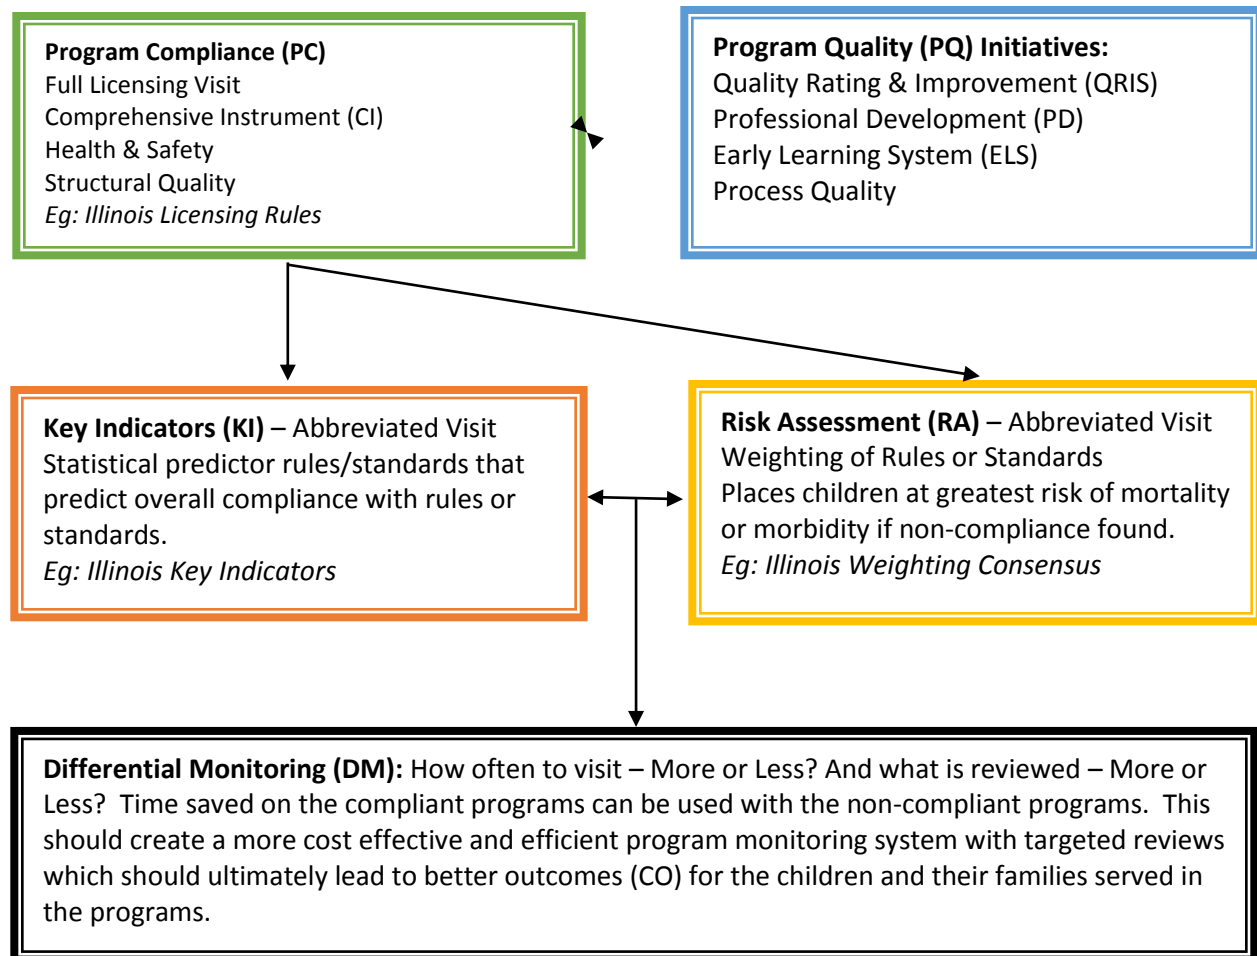 Program Compliance (PC)
Full Licensing Visit
Comprehensive Instrument (CI)
Health & Safety
Structural Quality
Eg: Illinois Licensing Rules
Program Quality (PQ) Initiatives:
Quality Rating & Improvement (QRIS)
Professional Development (PD)
Early Learning System (ELS)
Process Quality
Key Indicators (KI) – Abbreviated Visit
Statistical predictor rules/standards that
predict overall compliance with rules or
standards.
Eg: Illinois Key Indicators
Risk Assessment (RA) – Abbreviated Visit
Weighting of Rules or Standards
Places children at greatest risk of mortality
or morbidity if non-compliance found.
Eg: Illinois Weighting Consensus
Differential Monitoring (DM): How often to visit – More or Less? And what is reviewed – More or
Less?  Time saved on the compliant programs can be used with the non-compliant programs.  This
should create a more cost effective and efficient program monitoring system with targeted reviews
which should ultimately lead to better outcomes (CO) for the children and their families served in
the programs.